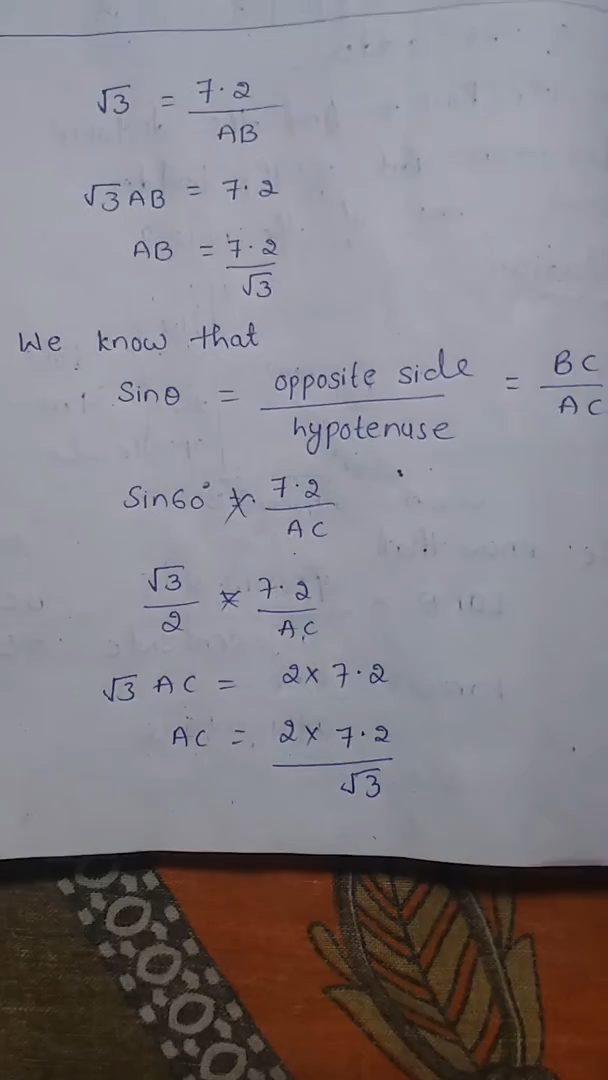 √3 = 7·2/AB
√3 AB = 7·2
AB = 7·2/√3
We know that
Sinθ = opposite side/hypotenuse = BC/AC
Sin60° × 7·2/AC
√3/2 × 7·2/AC
√3 AC = 2×7·2
AC = 2×7·2/√3